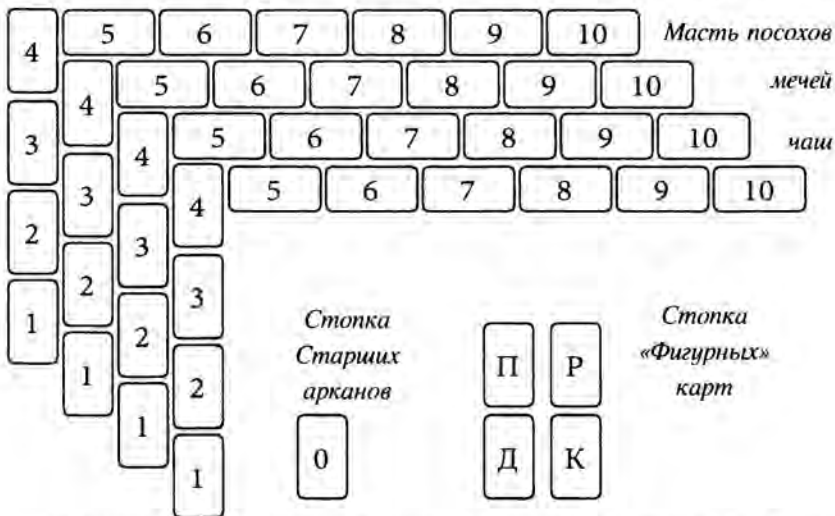 4 5 6 7 8 9 10 Масть посохов
4 5 6 7 8 9 10 мечей
3 4 5 6 7 8 9 10 чаш
3 4 5 6 7 8 9 10
2 3
2 3
1 2
1 2
1
1
Стопка
Старших
арканов
0
П Р
Д К
Стопка
«Фигурных»
карт